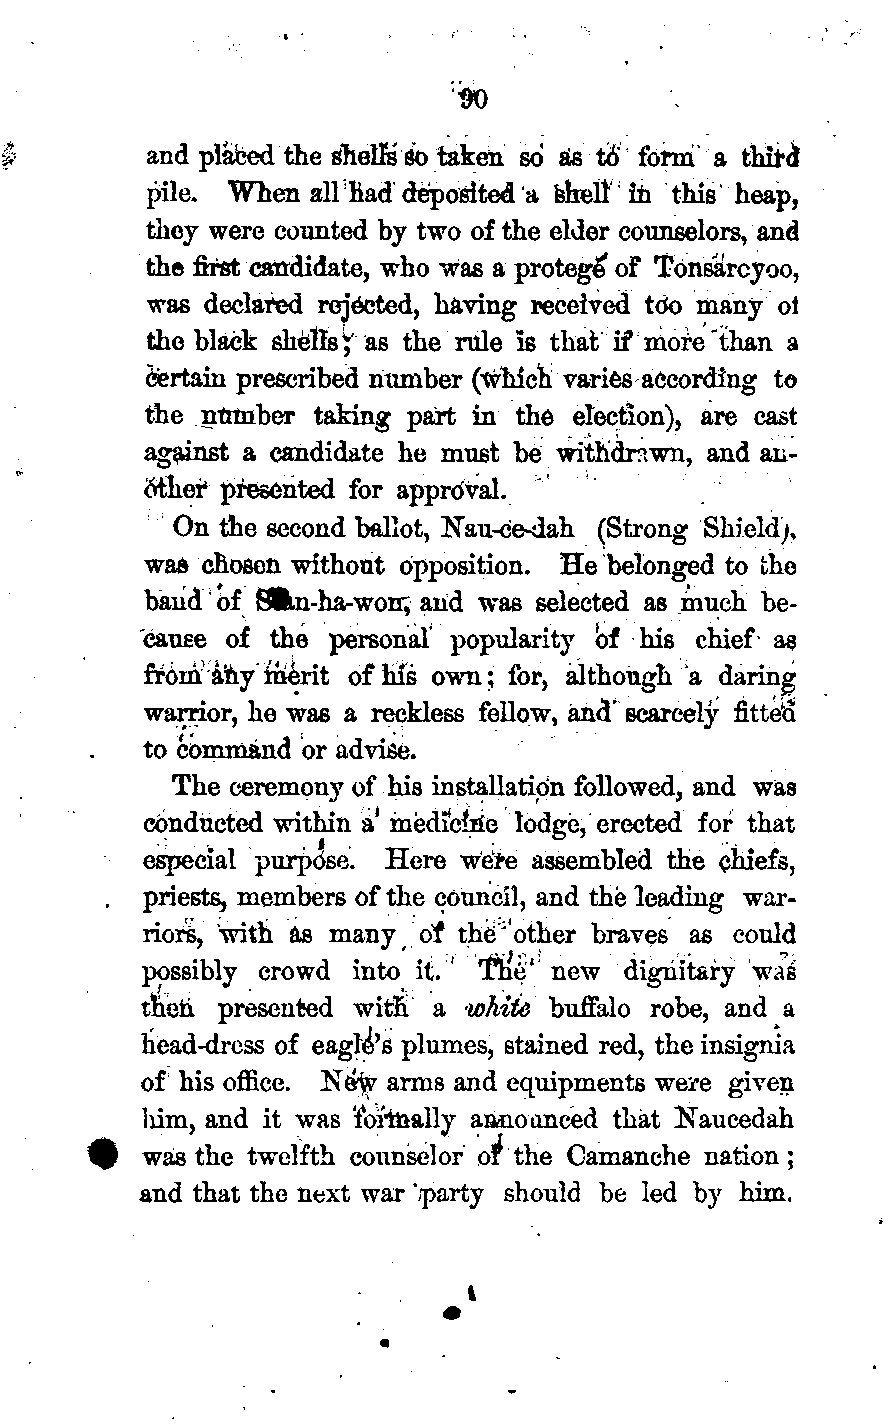 90
and placed the shells so taken so as to form a third
pile. When all had deposited a shell in this heap,
they were counted by two of the elder counselors, and
the first candidate, who was a protegé of Tonsarcyoo,
was declared rejected, having received too many of
the black shells; as the rule is that if more than a
certain prescribed number (which varies according to
the number taking part in the election), are cast
against a candidate he must be withdrawn, and an-
other presented for approval.
On the second ballot, Nau-ce-dah (Strong Shield),
was chosen without opposition. He belonged to the
band of and was selected as much be-
cause of the personal popularity of his chief as
from any merit of his own; for, although a daring
warrior, he was a reckless fellow, and scarcely fitted
to command or advise.
The ceremony of his installation followed, and was
conducted within a medicine lodge, erected for that
especial purpose. Here were assembled the chiefs,
priests, members of the council, and the leading war-
riors, with as many of the other braves as could
possibly crowd into it. The new dignitary was
then presented with a white buffalo robe, and a
head-dress of eagle's plumes, stained red, the insignia
of his office. New arms and equipments were given
him, and it was formally announced that Naucedah
was the twelfth counselor of the Camanche nation;
and that the next war party should be led by him.